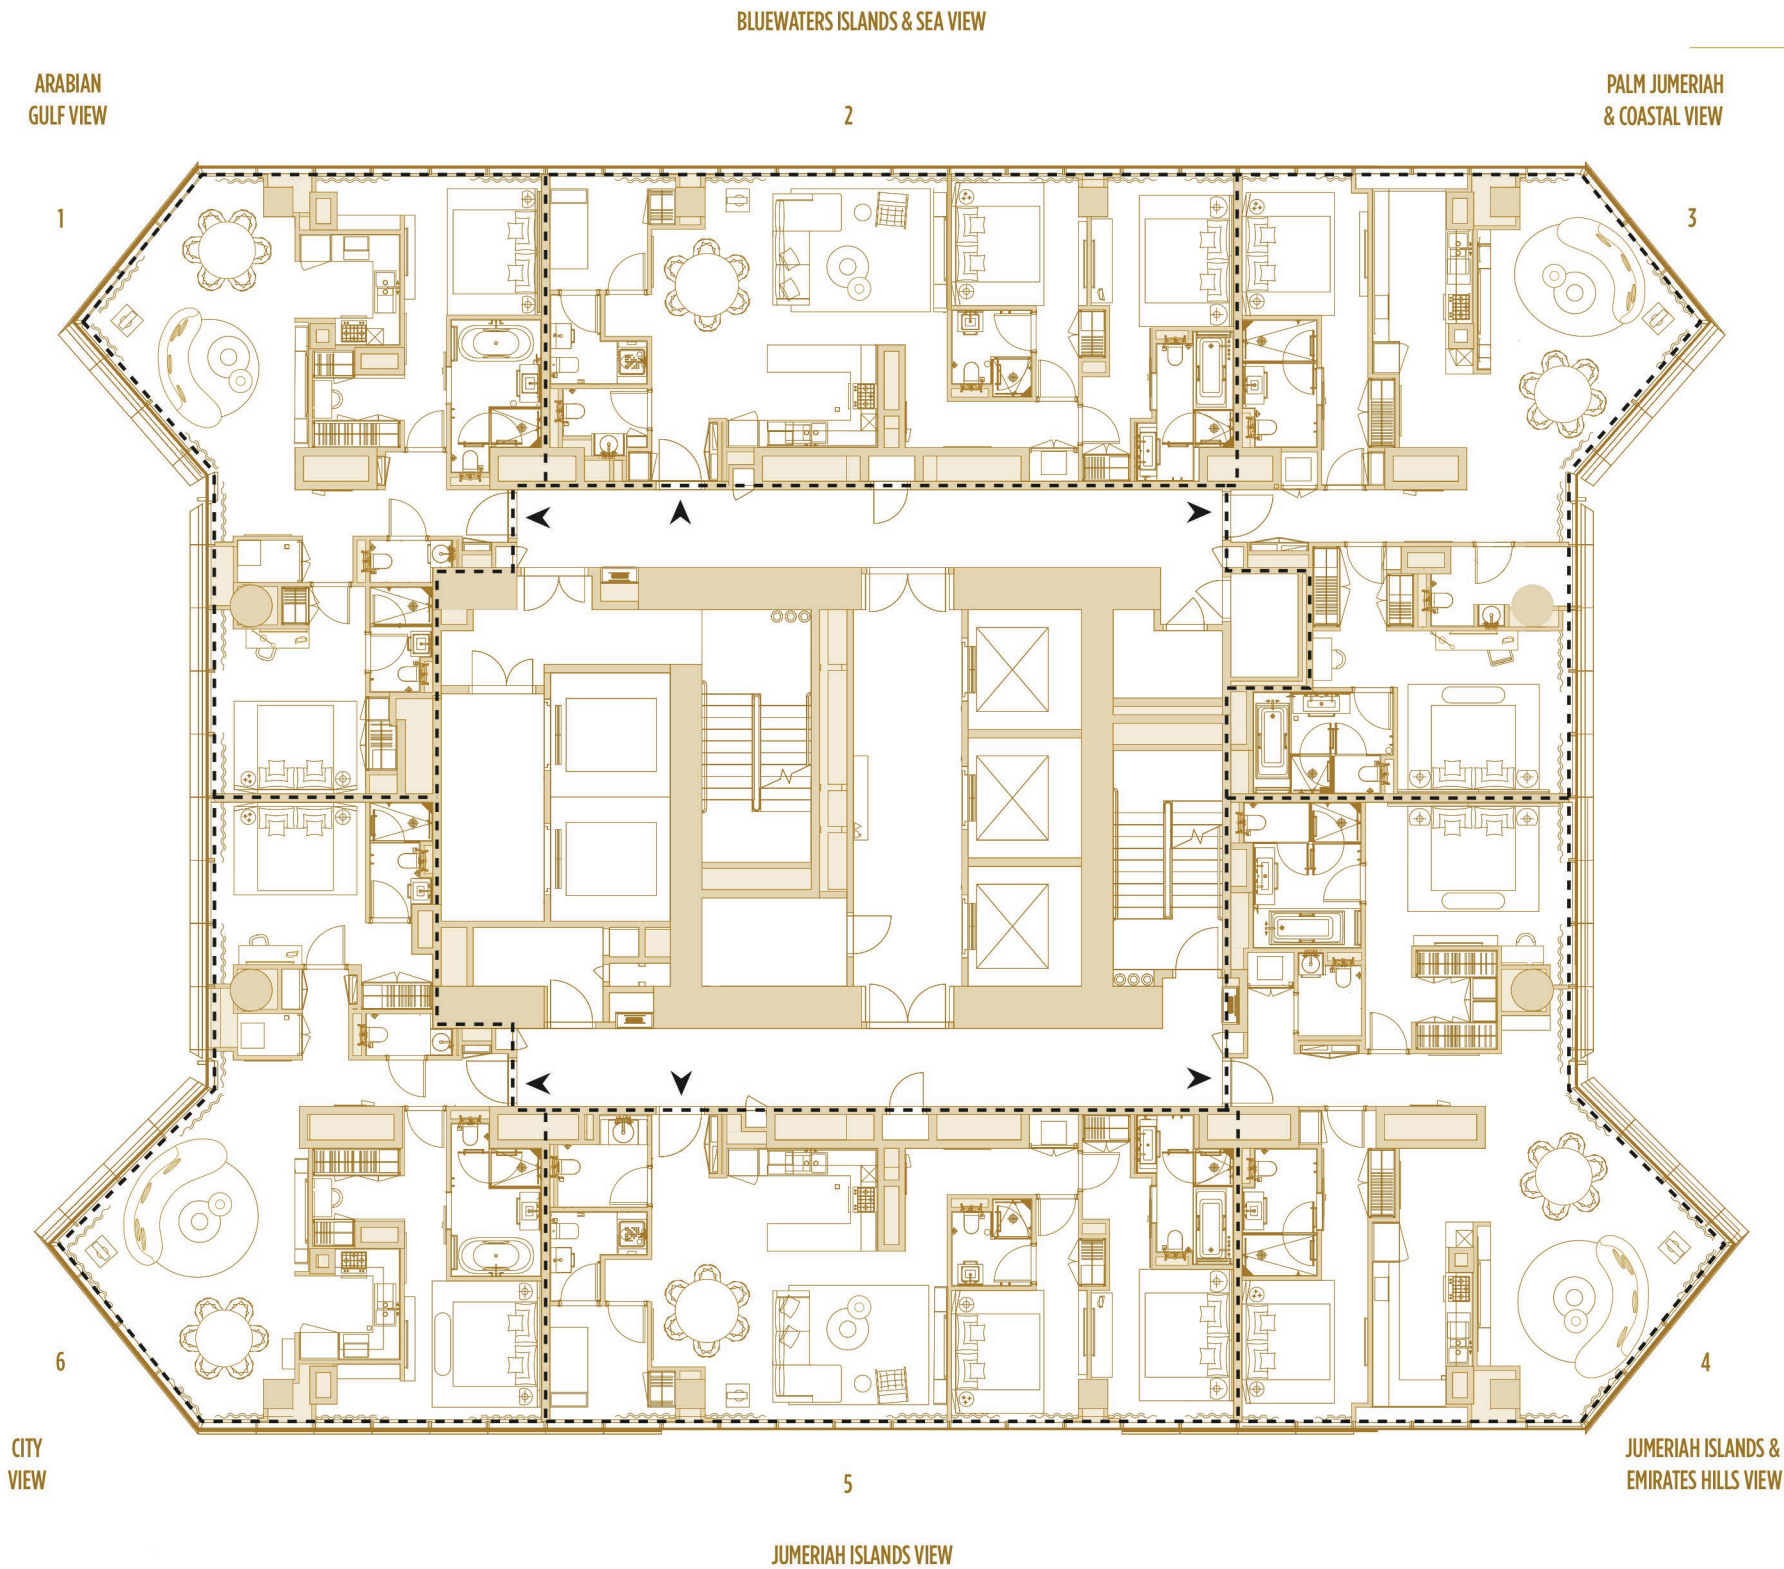 BLUEWATERS ISLANDS & SEA VIEW
ARABIAN
GULF VIEW
2
PALM JUMERIAH
& COASTAL VIEW
1
3
6
4
CITY
VIEW
5
JUMERIAH ISLANDS &
EMIRATES HILLS VIEW
JUMERIAH ISLANDS VIEW